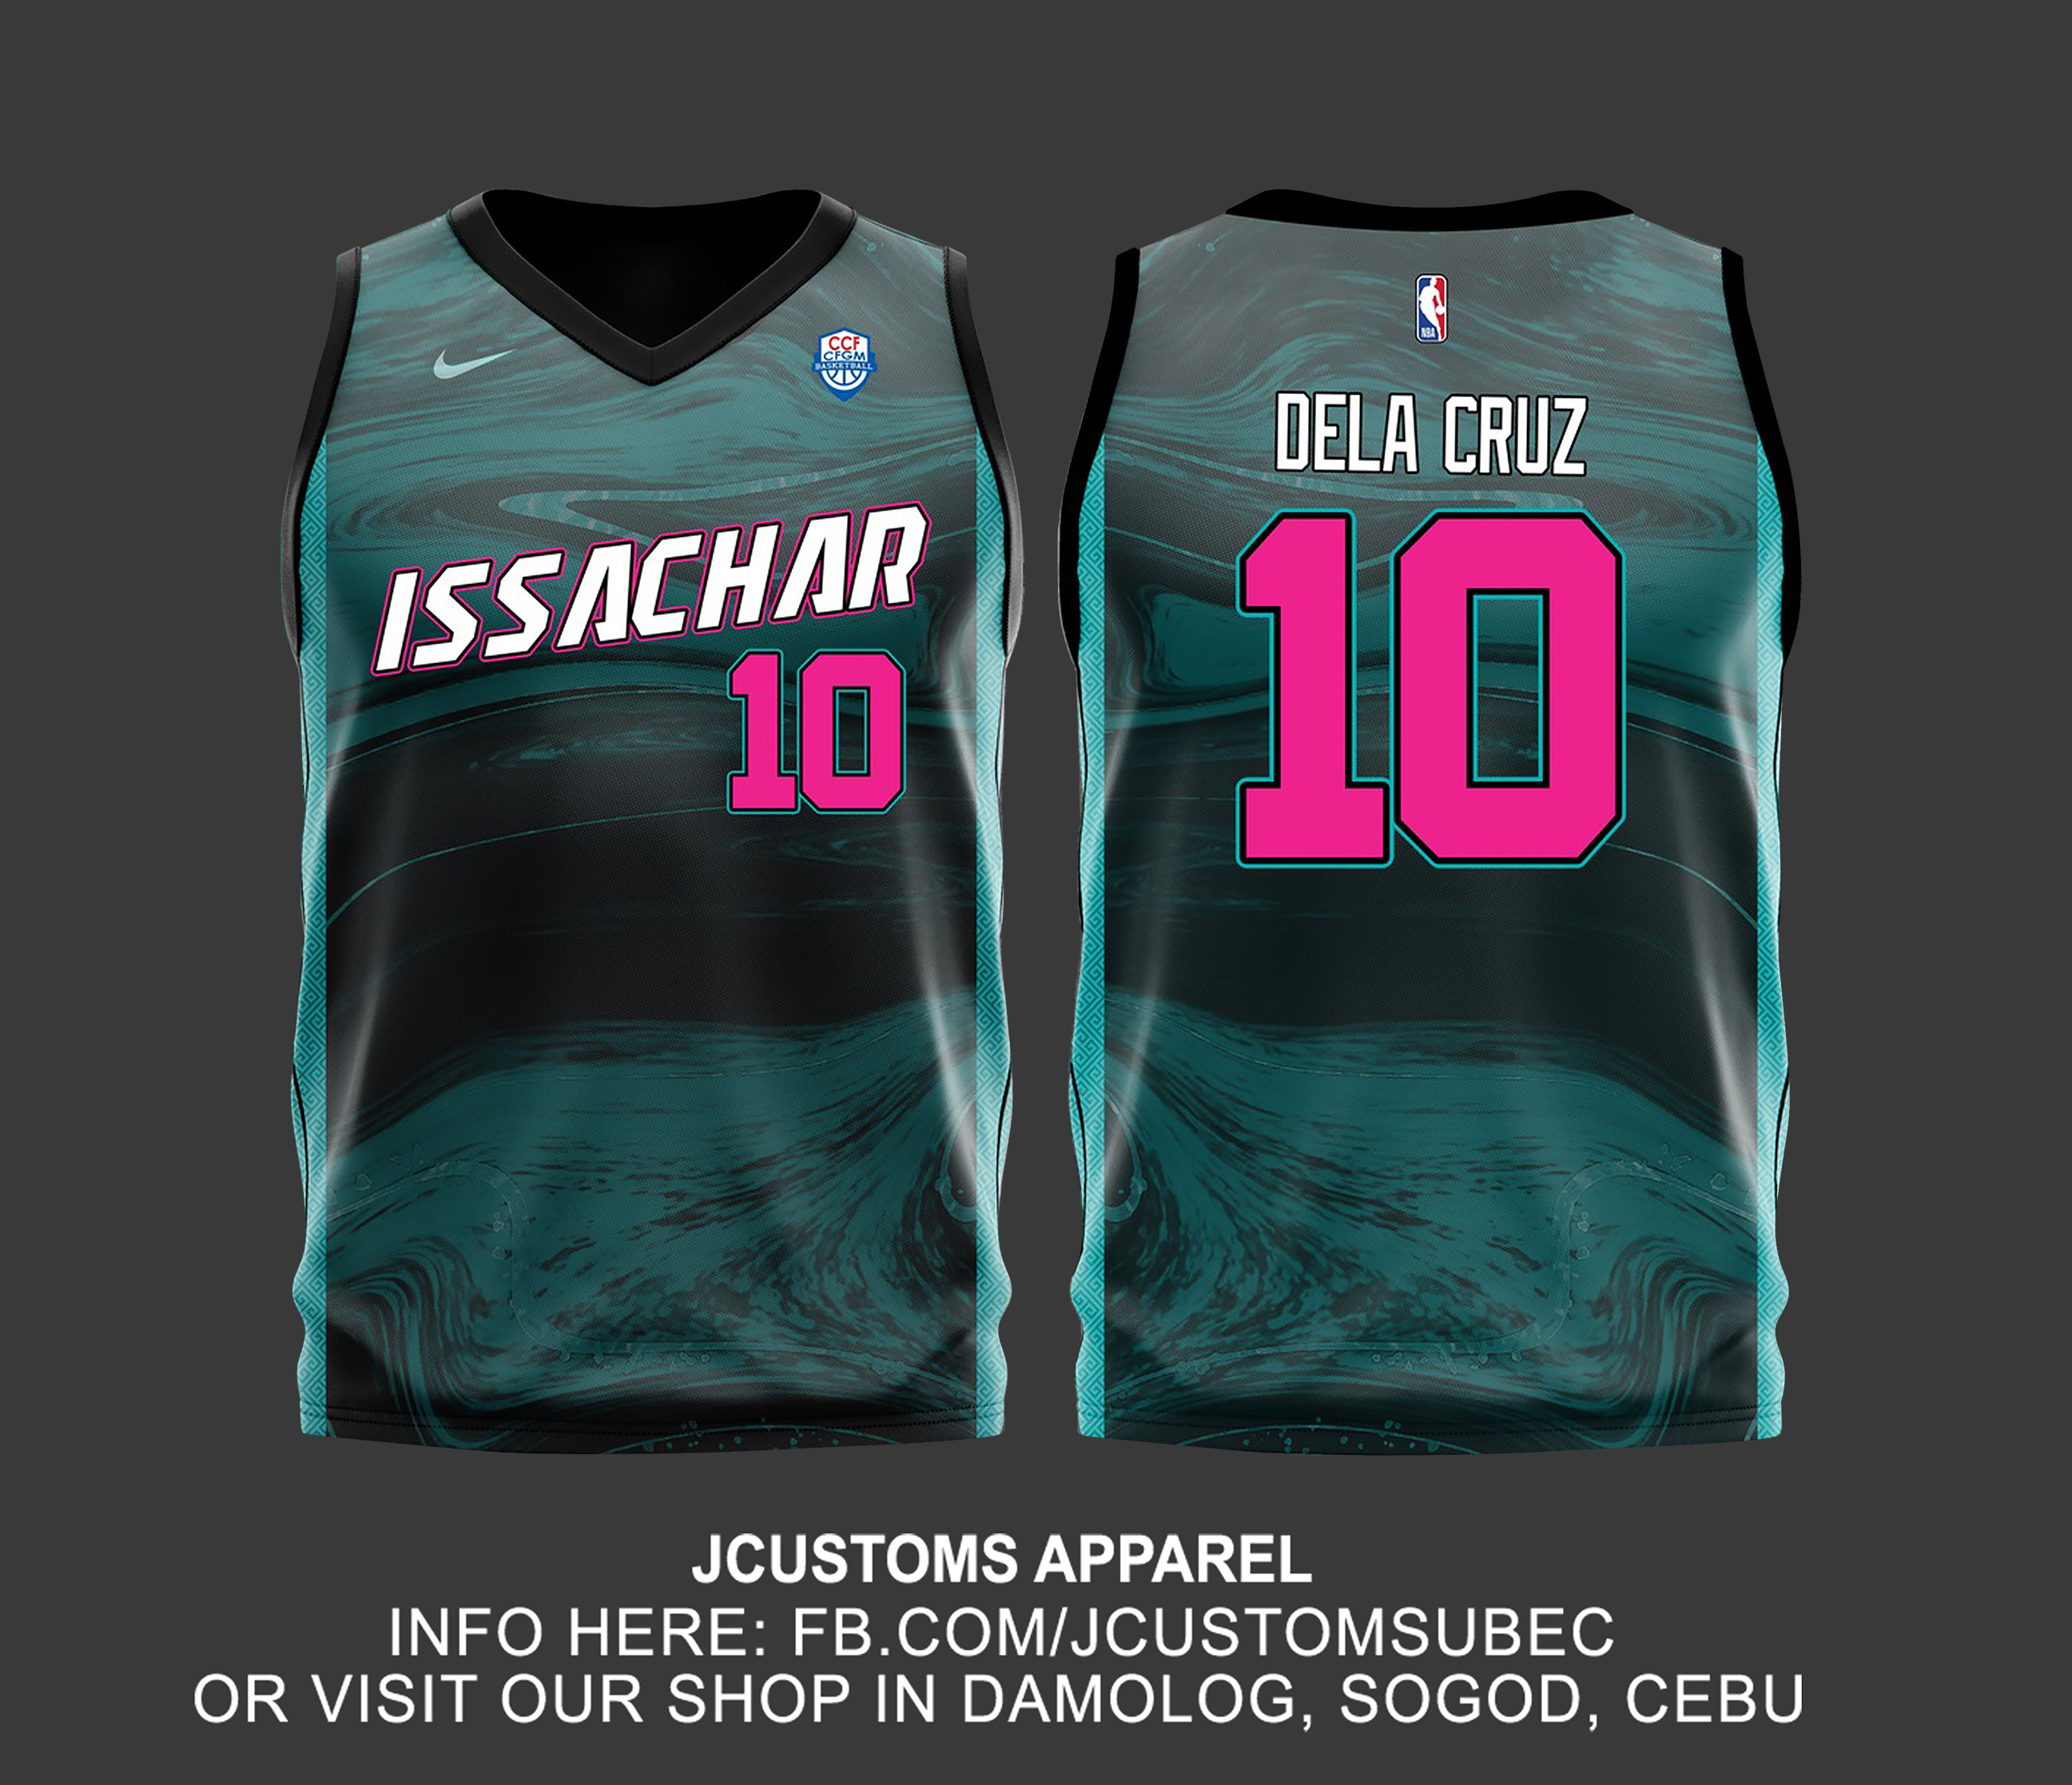 CCF
CFGM
BASKETBALL
ISSACHAR
10
NBA
DELA CRUZ
10
JCUSTOMS APPAREL
INFO HERE: FB.COM/JCUSTOMSUBEC
OR VISIT OUR SHOP IN DAMOLOG, SOGOD, CEBU